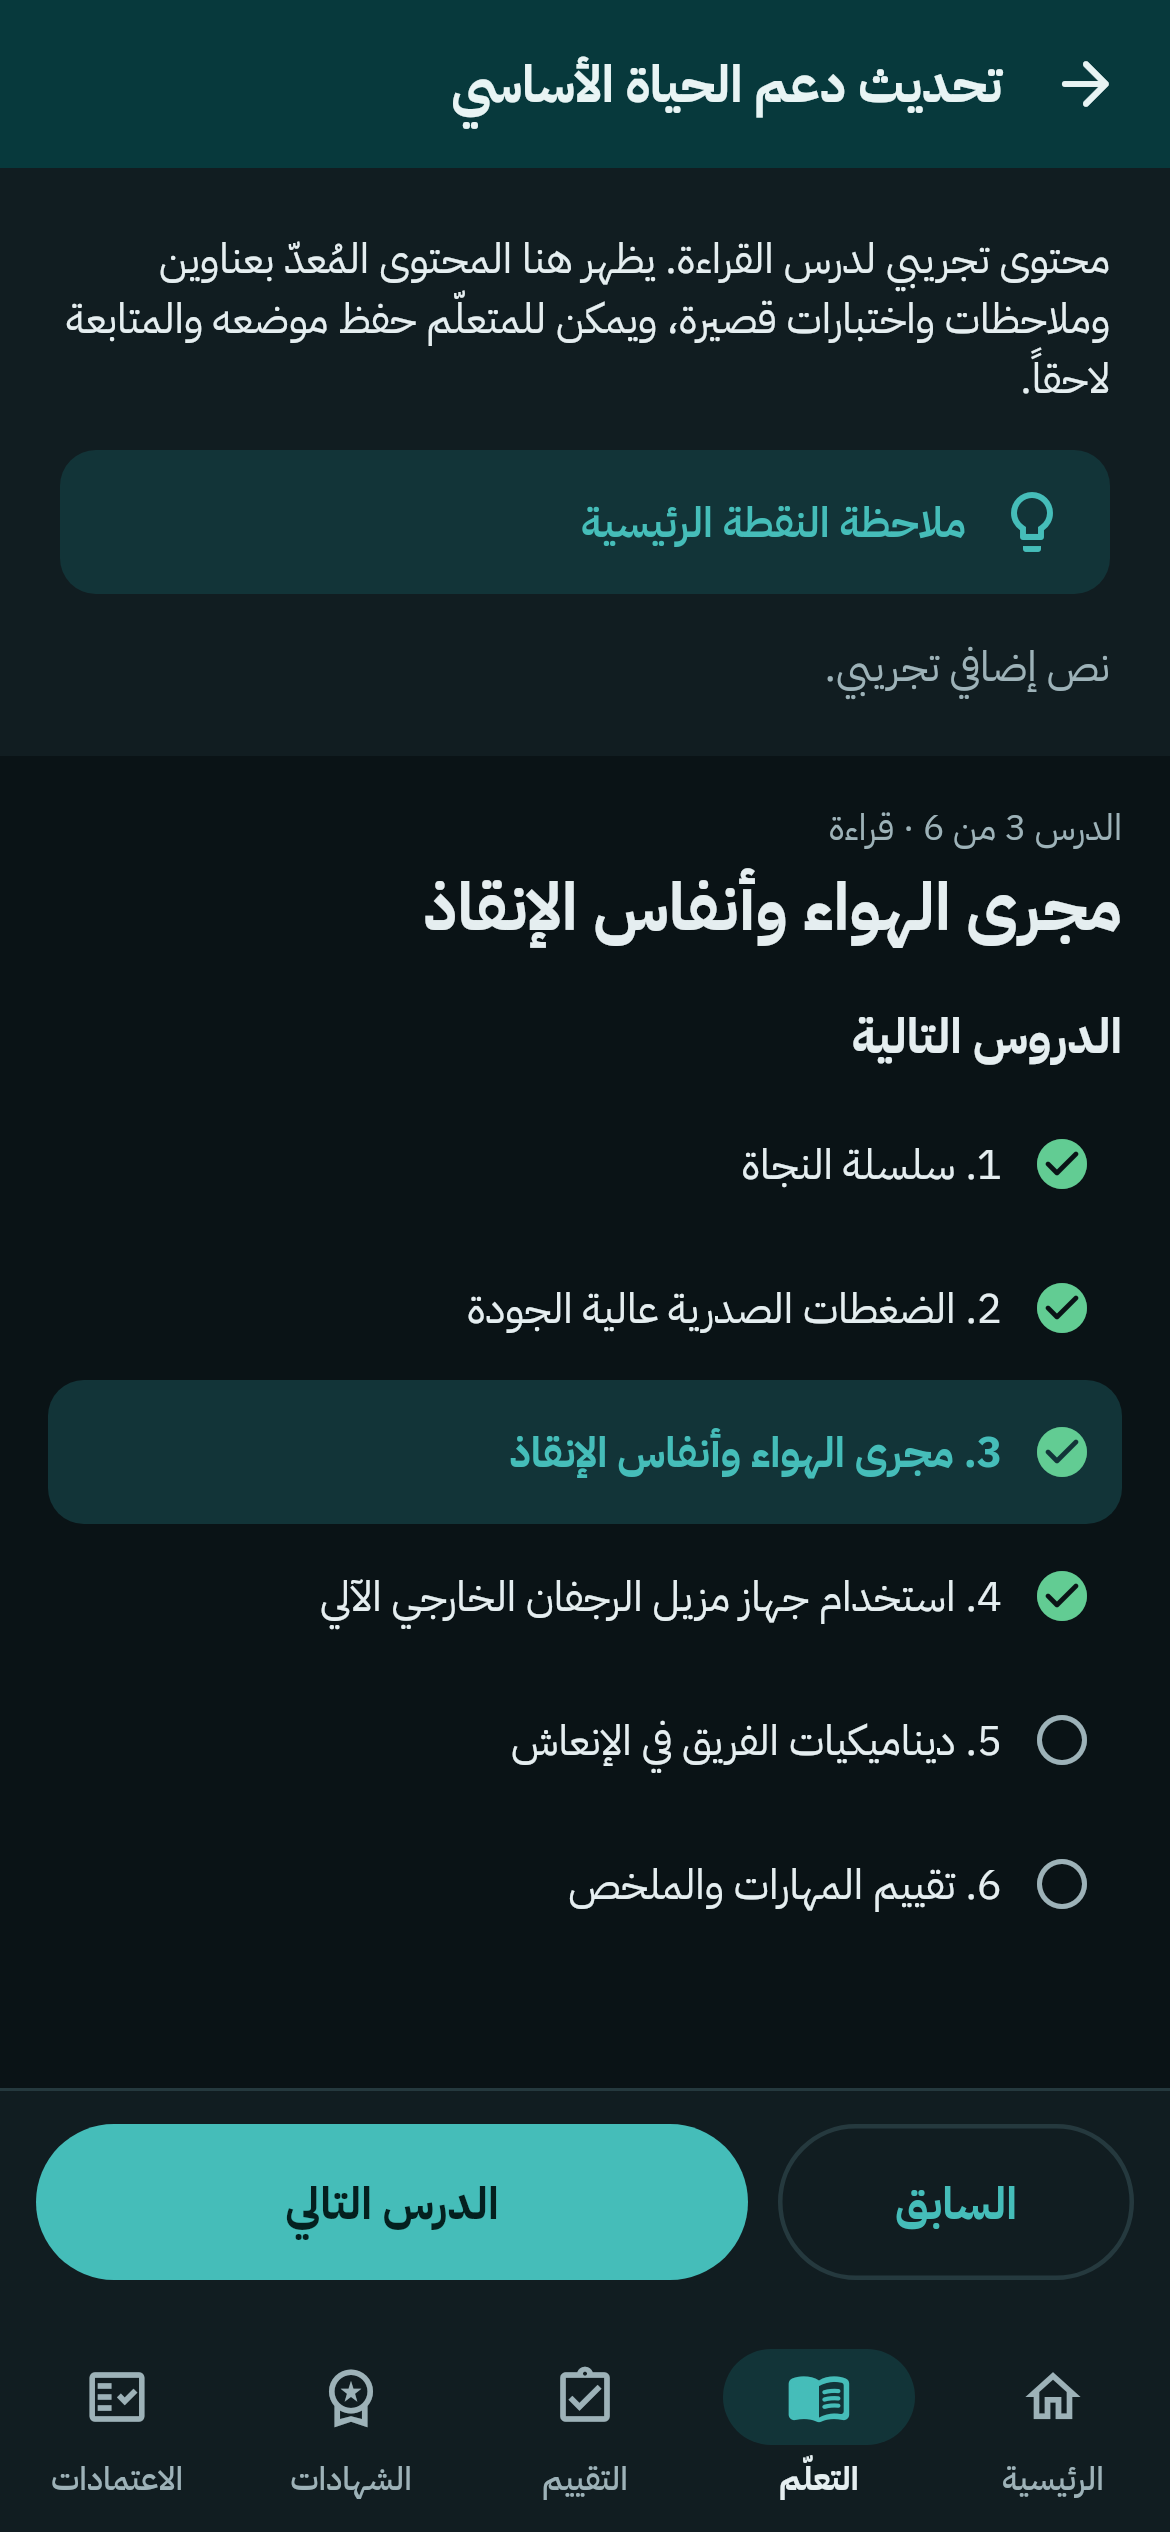 تحديث دعم الحياة الأساسي
محتوى تجريبي لدرس القراءة. يظهر هنا المحتوى المُعدّ بعناوين
وملاحظات واختبارات قصيرة، ويمكن للمتعلّم حفظ موضعه والمتابعة
لاحقاً.
ملاحظة النقطة الرئيسية
نص إضافي تجريبي.
الدرس 3 من 6 · قراءة
مجرى الهواء وأنفاس الإنقاذ
الدروس التالية
1. سلسلة النجاة
2. الضغطات الصدرية عالية الجودة
3. مجرى الهواء وأنفاس الإنقاذ
4. استخدام جهاز مزيل الرجفان الخارجي الآلي
5. ديناميكيات الفريق في الإنعاش
6. تقييم المهارات والملخص
السابق
الدرس التالي
الرئيسية
التعلّم
التقييم
الشهادات
الاعتمادات